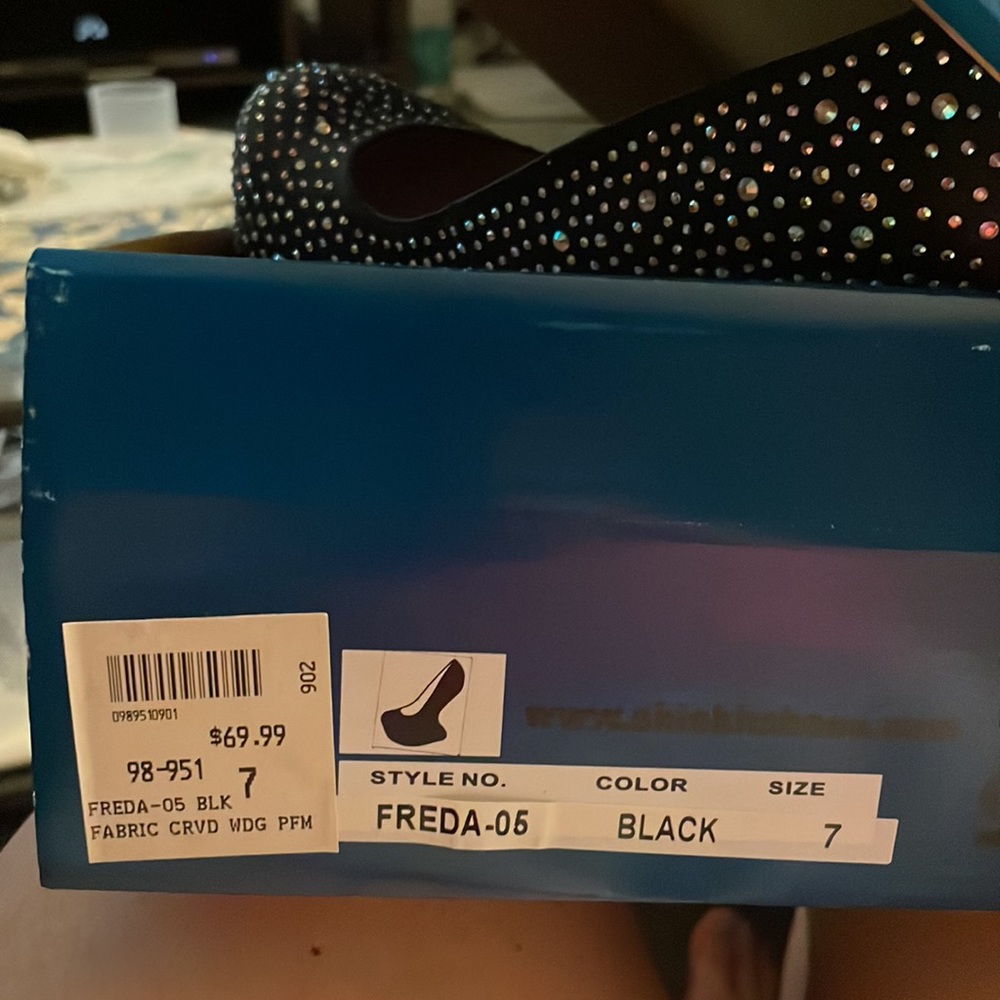 902
0989510901
$69.99
98-951 7
FREDA-05 BLK
FABRIC CRVD WDG PFM
STYLE NO. COLOR SIZE
FREDA-05 BLACK 7